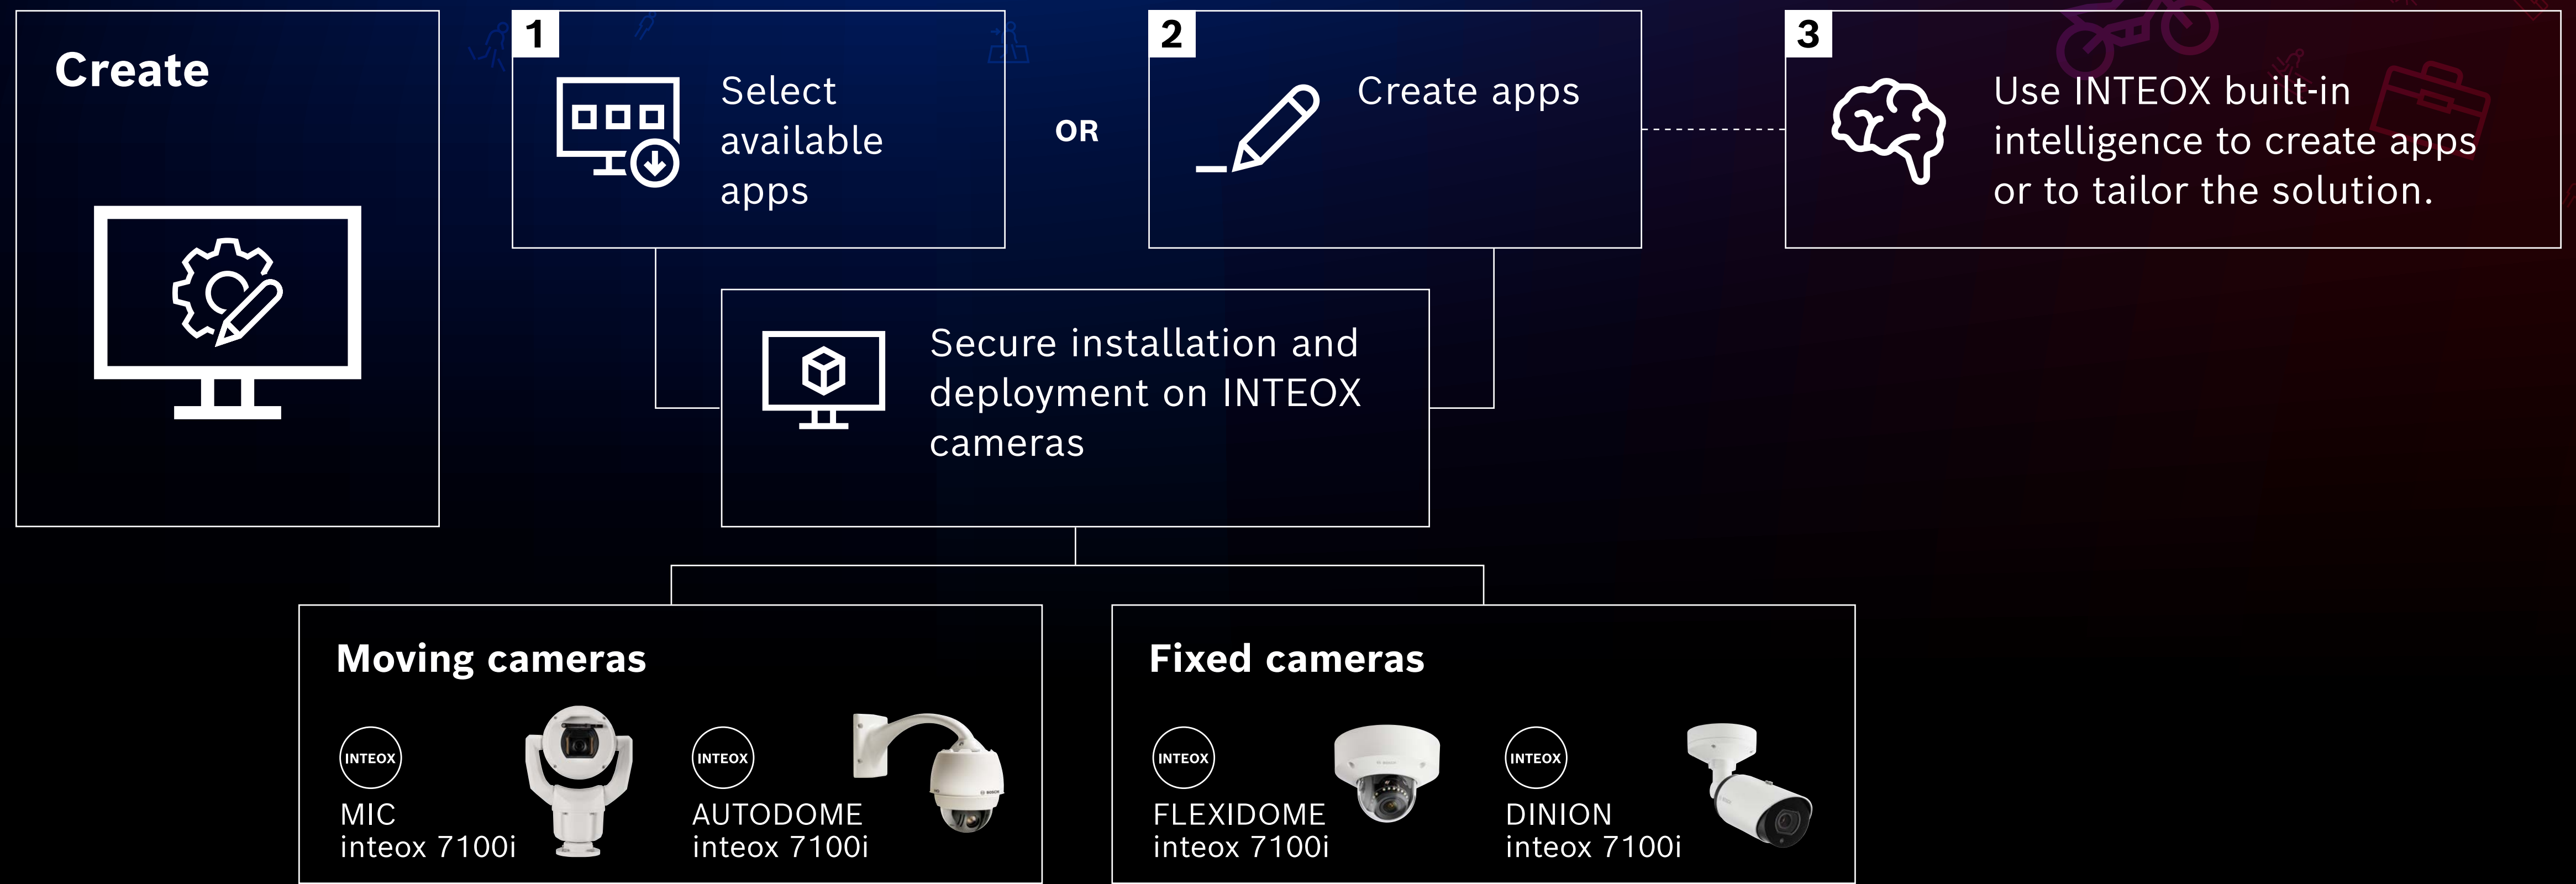 Create
1
Select
available
apps
OR
2
Create apps
3
Use INTEOX built-in
intelligence to create apps
or to tailor the solution.
Secure installation and
deployment on INTEOX
cameras
Moving cameras
INTEOX
MIC
inteox 7100i
INTEOX
AUTODOME
inteox 7100i
BOSCH
Fixed cameras
INTEOX
FLEXIDOME
inteox 7100i
BOSCH
INTEOX
DINION
inteox 7100i